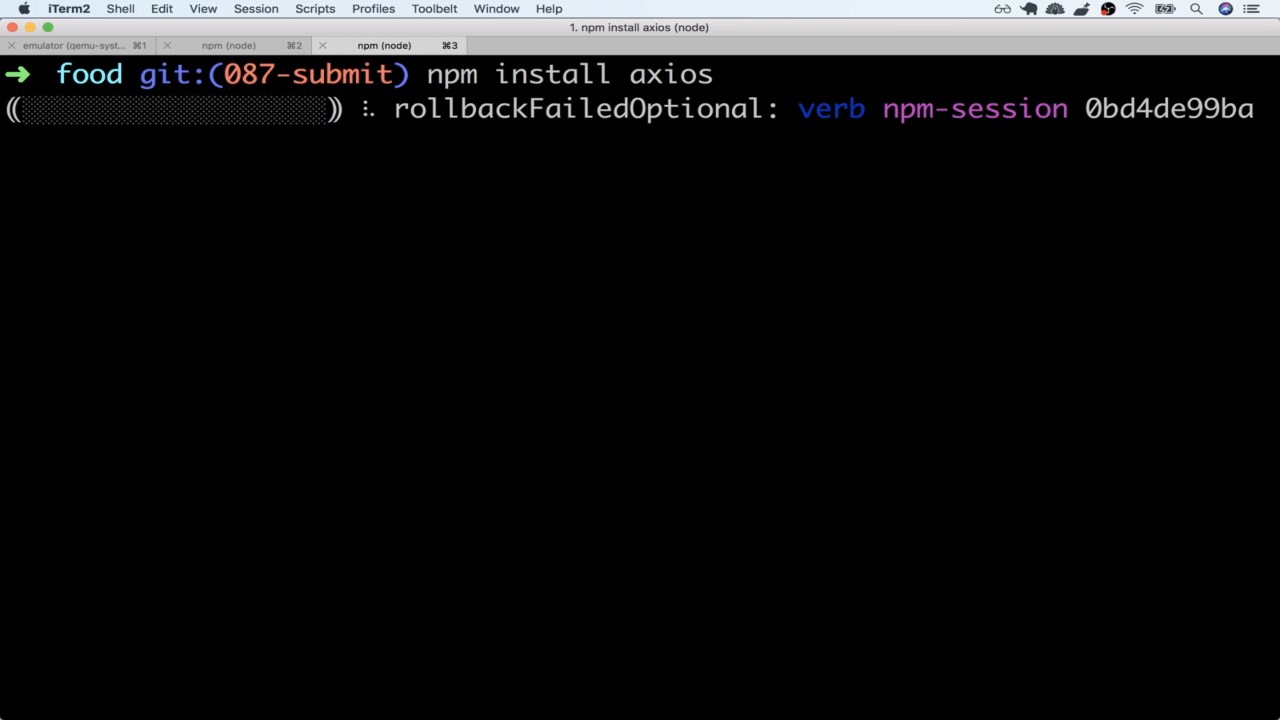 iTerm2 Shell Edit View Session Scripts Profiles Toolbelt Window Help
1. npm install axios (node)
emulator (qemu-syst... ⌘1 npm (node) ⌘2 npm (node) ⌘3
➜ food git:(087-submit) npm install axios
(░░░░░░░░░░░░░░░░░░) ⠧ rollbackFailedOptional: verb npm-session 0bd4de99ba